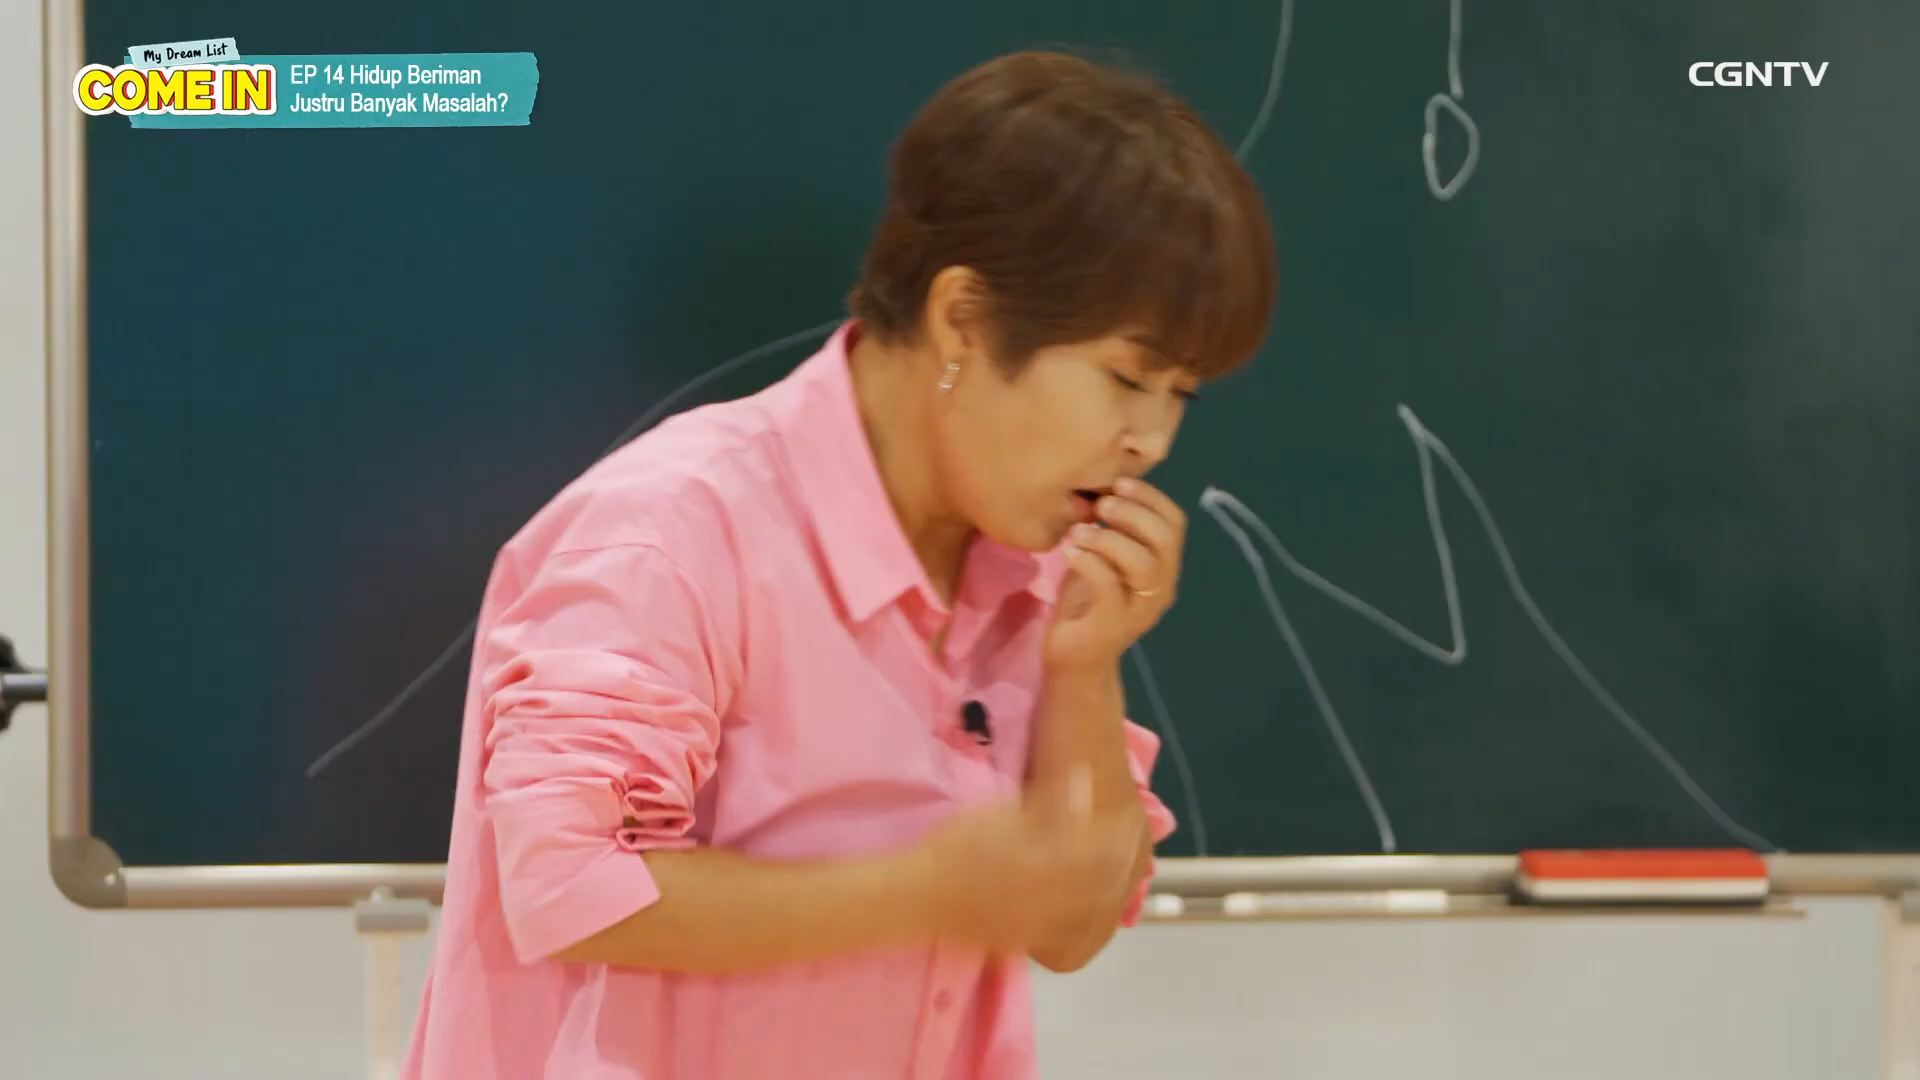 My Dream List
COME IN
EP 14 Hidup Beriman
Justru Banyak Masalah?
CGNTV